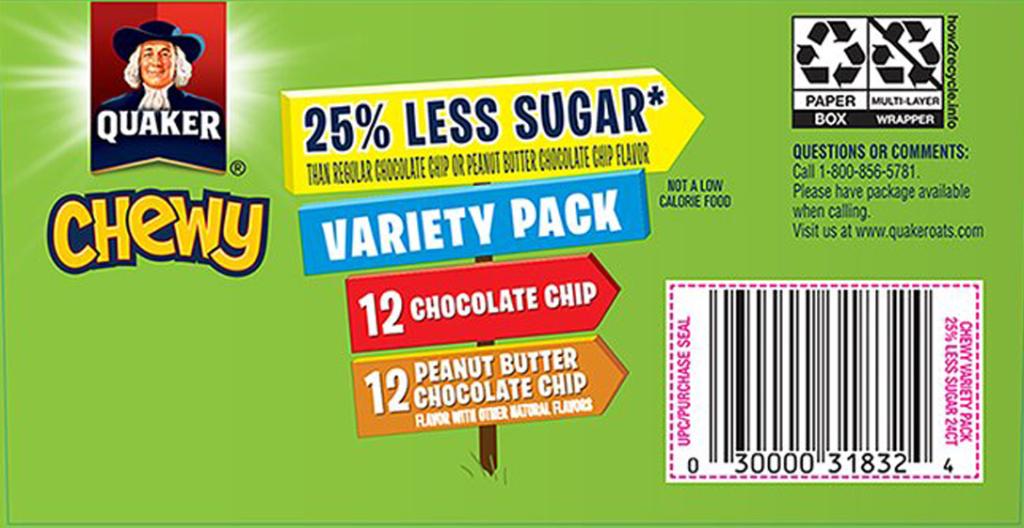 QUAKER
®
CHEWY
25% LESS SUGAR*
THAN REGULAR CHOCOLATE CHIP OR PEANUT BUTTER CHOCOLATE CHIP FLAVOR
NOT A LOW
CALORIE FOOD
VARIETY PACK
12 CHOCOLATE CHIP
12 PEANUT BUTTER
CHOCOLATE CHIP
FLAVOR WITH OTHER NATURAL FLAVORS
PAPER
BOX
MULTI-LAYER
WRAPPER
how2recycle.info
QUESTIONS OR COMMENTS:
Call 1-800-856-5781.
Please have package available
when calling.
Visit us at www.quakeroats.com
UPC/PURCHASE SEAL
CHEWY VARIETY PACK
25% LESS SUGAR 24CT
0 30000 31832 4